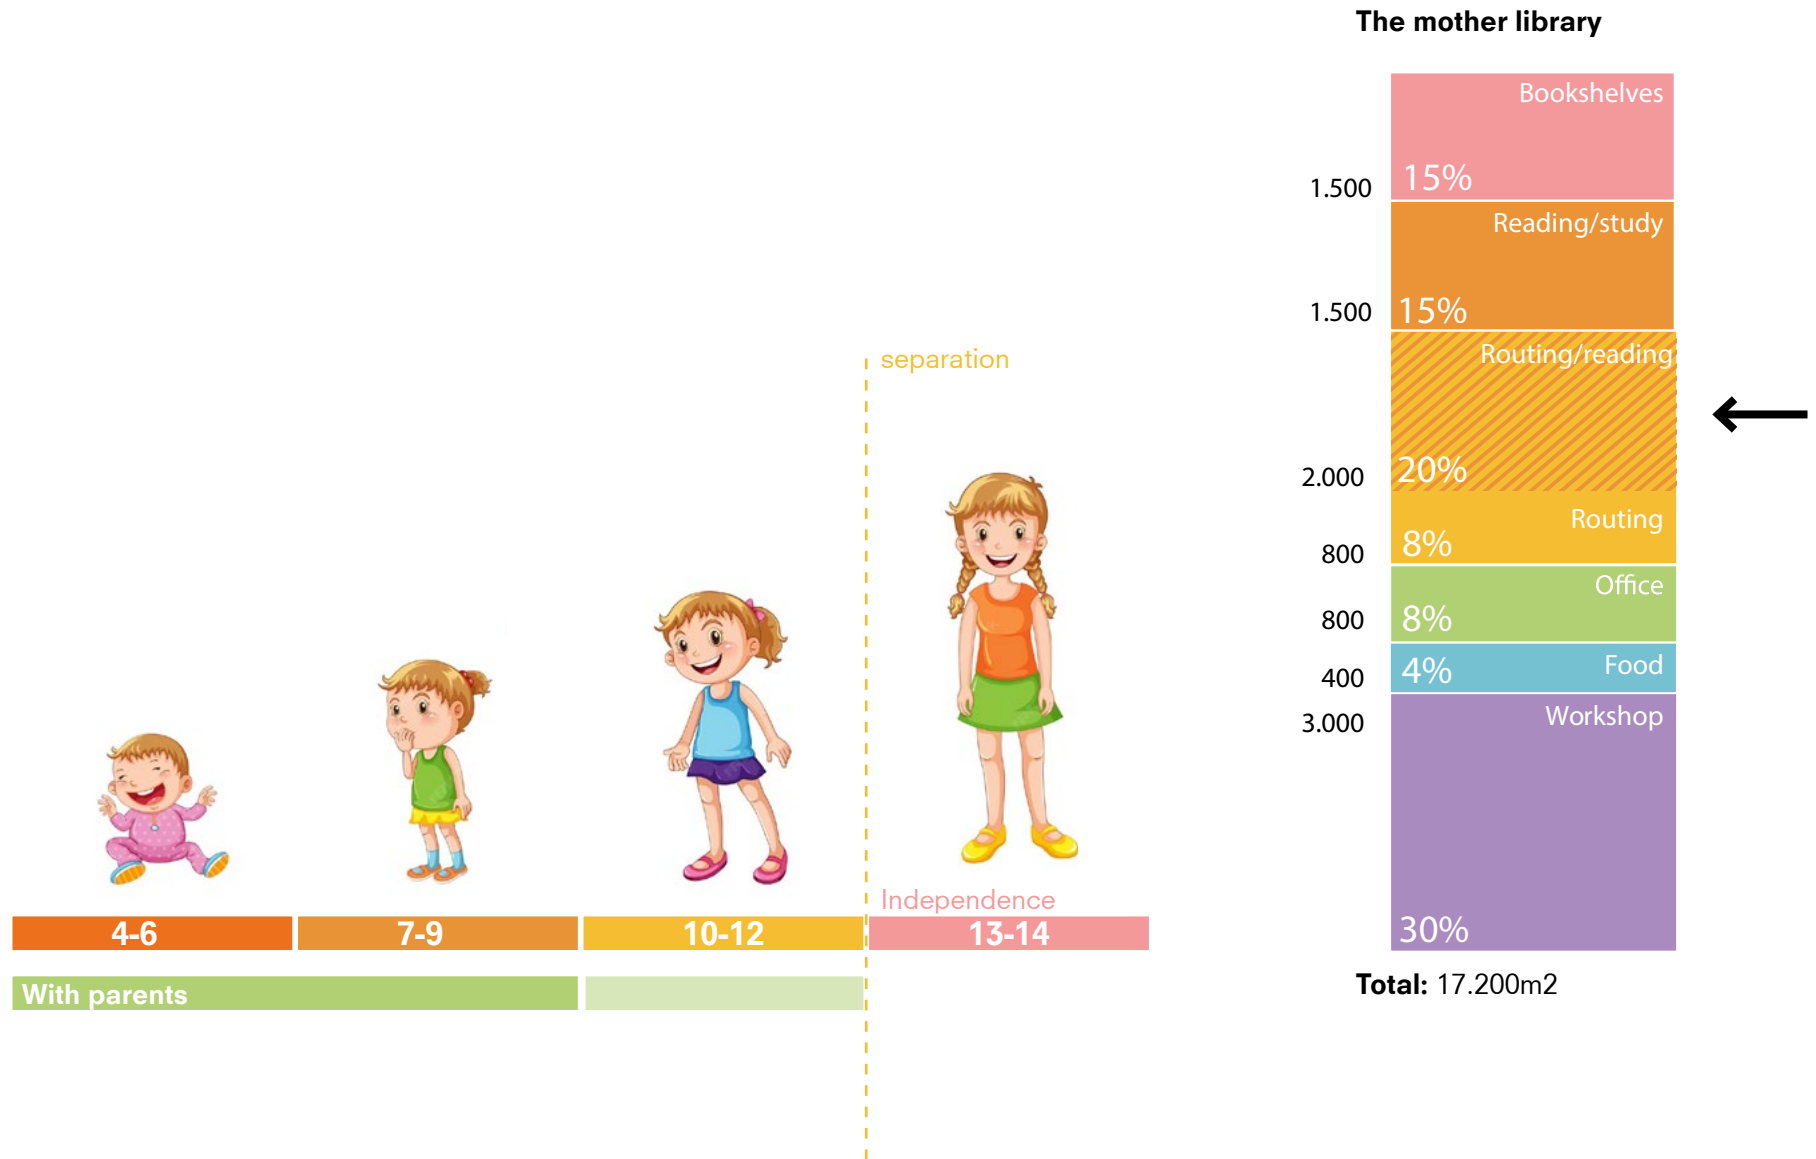 The mother library
Bookshelves
15%
1.500
Reading/study
15%
1.500
Routing/reading
20%
2.000
Routing
8%
800
Office
8%
800
Food
4%
400
Workshop
3.000
30%
Total: 17.200m2
separation
Independence
4-6
7-9
10-12
13-14
With parents